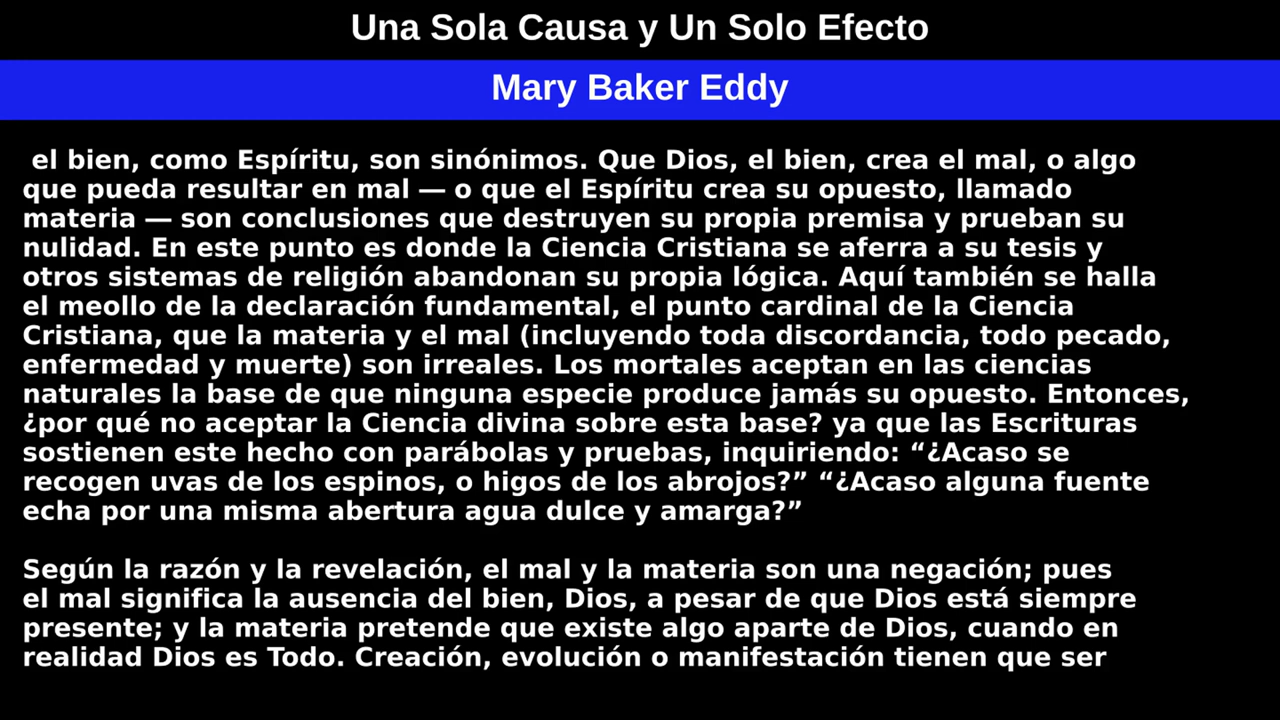 Una Sola Causa y Un Solo Efecto
Mary Baker Eddy
el bien, como Espíritu, son sinónimos. Que Dios, el bien, crea el mal, o algo
que pueda resultar en mal — o que el Espíritu crea su opuesto, llamado
materia — son conclusiones que destruyen su propia premisa y prueban su
nulidad. En este punto es donde la Ciencia Cristiana se aferra a su tesis y
otros sistemas de religión abandonan su propia lógica. Aquí también se halla
el meollo de la declaración fundamental, el punto cardinal de la Ciencia
Cristiana, que la materia y el mal (incluyendo toda discordancia, todo pecado,
enfermedad y muerte) son irreales. Los mortales aceptan en las ciencias
naturales la base de que ninguna especie produce jamás su opuesto. Entonces,
¿por qué no aceptar la Ciencia divina sobre esta base? ya que las Escrituras
sostienen este hecho con parábolas y pruebas, inquiriendo: “¿Acaso se
recogen uvas de los espinos, o higos de los abrojos?” “¿Acaso alguna fuente
echa por una misma abertura agua dulce y amarga?”
Según la razón y la revelación, el mal y la materia son una negación; pues
el mal significa la ausencia del bien, Dios, a pesar de que Dios está siempre
presente; y la materia pretende que existe algo aparte de Dios, cuando en
realidad Dios es Todo. Creación, evolución o manifestación tienen que ser